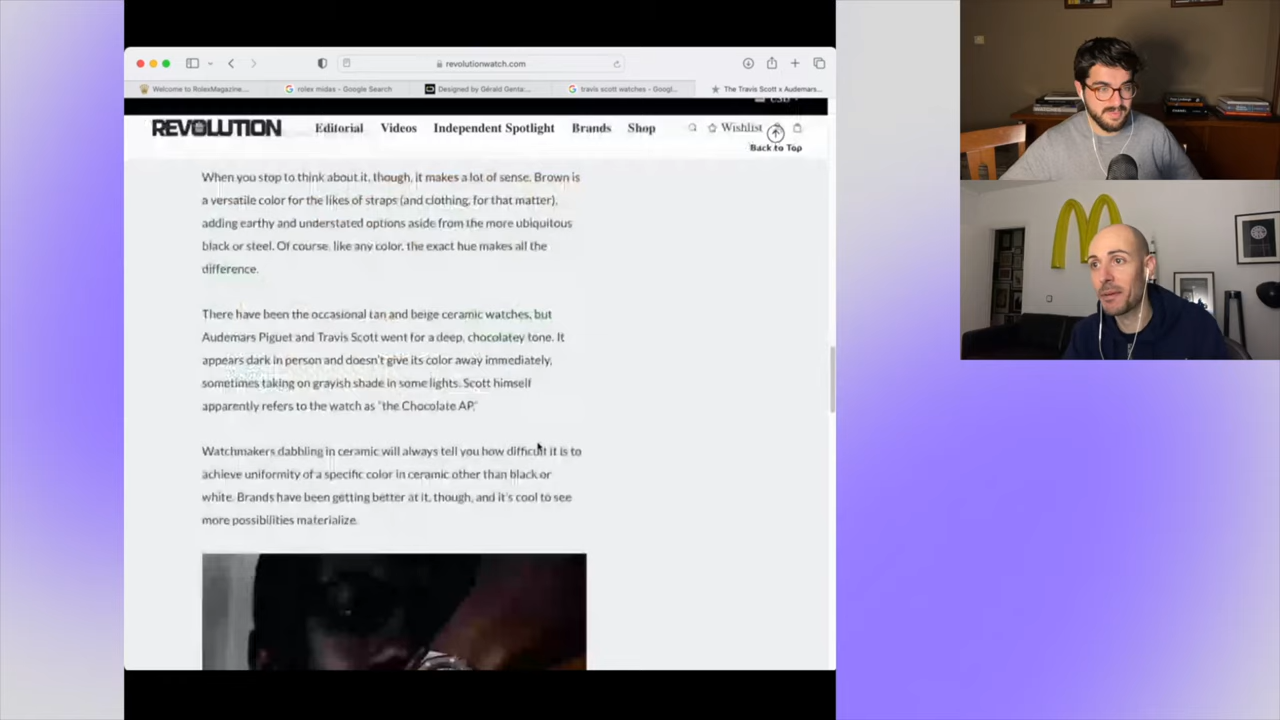 revolutionwatch.com
Welcome to RolexMagazine....
rolex midas - Google Search
Designed by Gérald Genta:...
travis scott watches - Googl...
The Travis Scott x Audemars...
REVOLUTION
Editorial
Videos
Independent Spotlight
Brands
Shop
Wishlist
Back to Top
When you stop to think about it, though, it makes a lot of sense. Brown is
a versatile color for the likes of straps (and clothing, for that matter),
adding earthy and understated options aside from the more ubiquitous
black or steel. Of course, like any color, the exact hue makes all the
difference.
There have been the occasional tan and beige ceramic watches, but
Audemars Piguet and Travis Scott went for a deep, chocolatey tone. It
appears dark in person and doesn't give its color away immediately,
sometimes taking on grayish shade in some lights. Scott himself
apparently refers to the watch as "the Chocolate AP."
Watchmakers dabbling in ceramic will always tell you how difficult it is to
achieve uniformity of a specific color in ceramic other than black or
white. Brands have been getting better at it, though, and it's cool to see
more possibilities materialize.